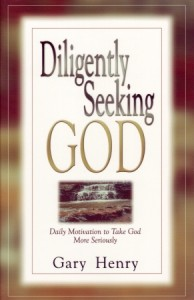 Diligently
Seeking
GOD
Daily Motivation to Take God
More Seriously
Gary Henry